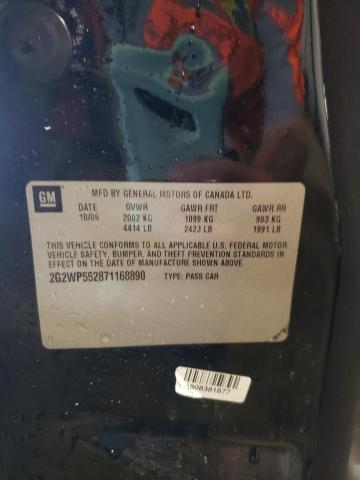 GM
MFD BY GENERAL MOTORS OF CANADA LTD.
DATE GVWR GAWR FRT GAWR RR
10/06 2002 KG 1099 KG 903 KG
4414 LB 2423 LB 1991 LB
THIS VEHICLE CONFORMS TO ALL APPLICABLE U.S. FEDERAL MOTOR
VEHICLE SAFETY, BUMPER, AND THEFT PREVENTION STANDARDS IN
EFFECT ON THE DATE OF MANUFACTURE SHOWN ABOVE.
2G2WP552871168890 TYPE: PASS CAR